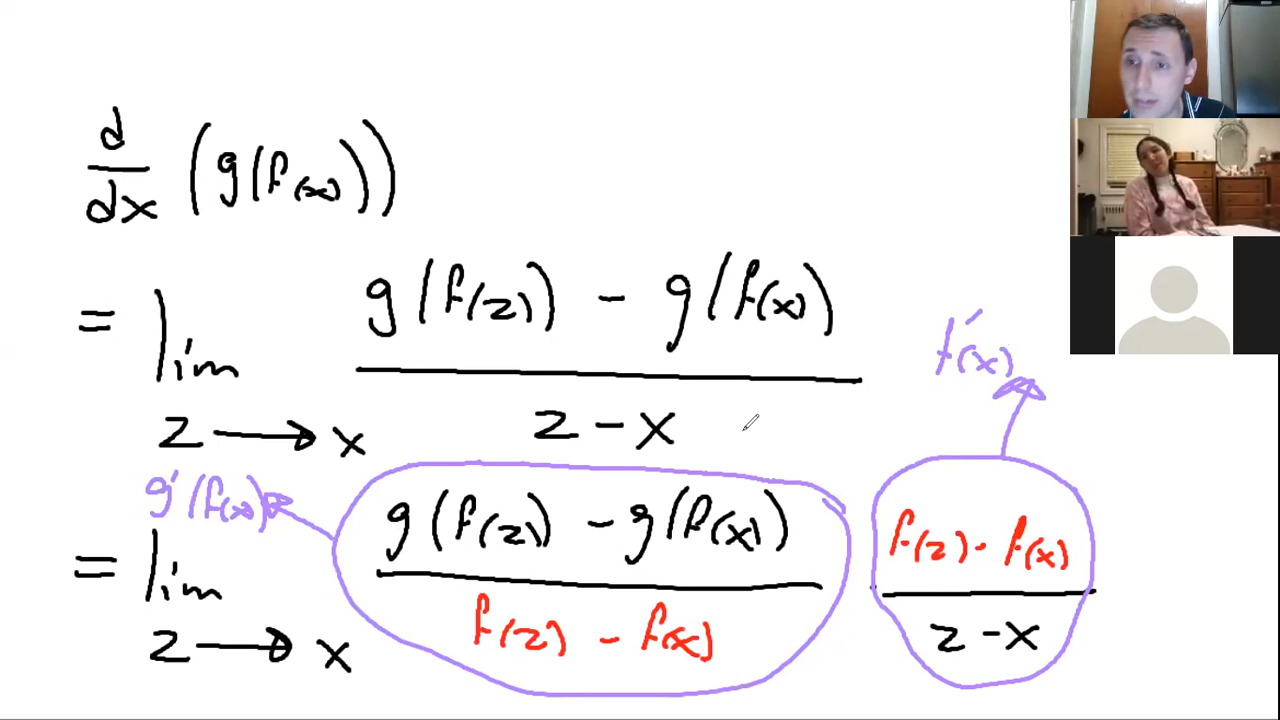 d
dx (g(f(x)))
g(f(z)) - g(f(x))
= lim
z - x
z → x
f'(x)
g'(f(x))
g(f(z)) - g(f(x)) f(z) - f(x)
= lim
f(z) - f(x) z - x
z → x